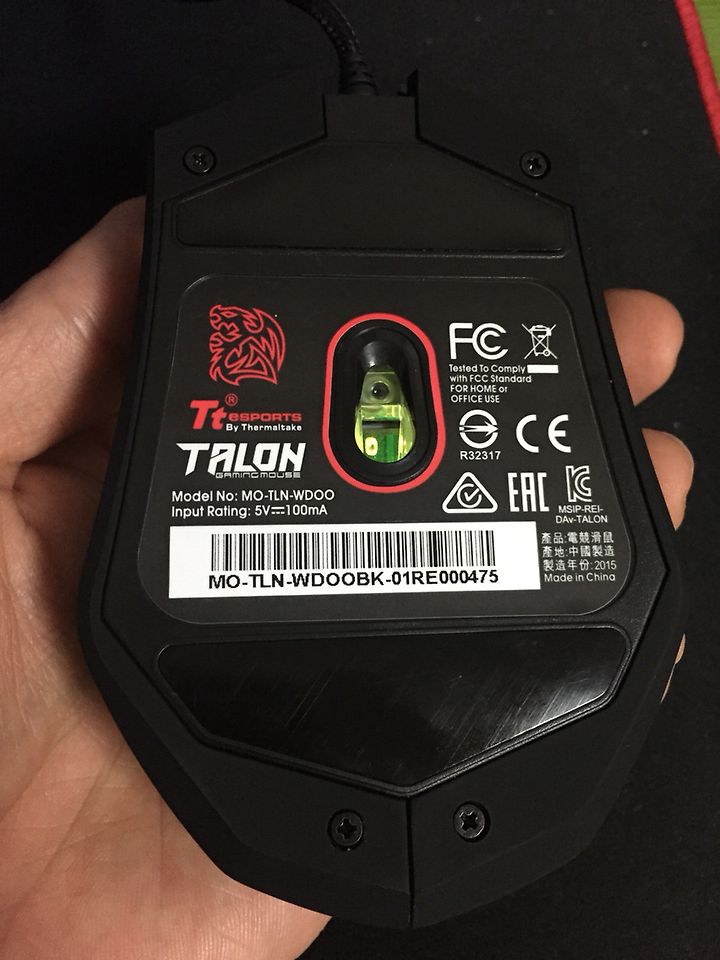 Tt® eSPORTS
By Thermaltake
TALON
GAMING MOUSE
Model No: MO-TLN-WDOO
Input Rating: 5V⎓100mA
FC
Tested To Comply
with FCC Standard
FOR HOME or
OFFICE USE
R32317
CE
EAC
MSIP-REI-
DAv-TALON
MO-TLN-WDOOBK-01RE000475
產品:電競滑鼠
產地:中國製造
製造年份:2015
Made in China